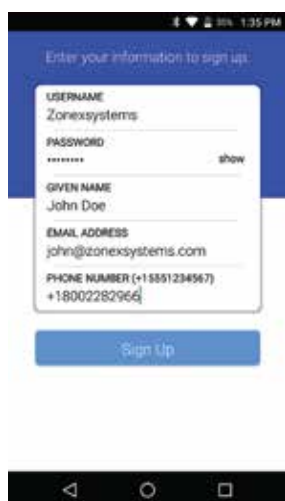 35% 1:35 PM
Enter your information to sign up.
USERNAME
Zonexsystems
PASSWORD
•••••••• show
GIVEN NAME
John Doe
EMAIL ADDRESS
john@zonexsystems.com
PHONE NUMBER (+15551234567)
+18002282966
Sign Up